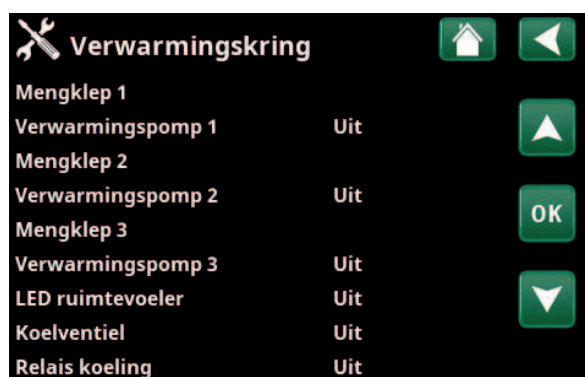 Verwarmingskring
Mengklep 1
Verwarmingspomp 1 Uit
Mengklep 2
Verwarmingspomp 2 Uit
Mengklep 3
Verwarmingspomp 3 Uit
LED ruimtevoeler Uit
Koelventiel Uit
Relais koeling Uit
OK